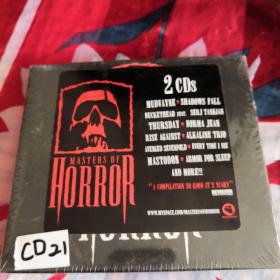 2 CDs
MUDVAYNE • SHADOWS FALL
BUCKETHEAD FEAT. SERJ TANKIAN
THURSDAY • NORMA JEAN
RISE AGAINST • ALKALINE TRIO
AVENGED SEVENFOLD • EVERY TIME I DIE
MASTODON • ARMOR FOR SLEEP
AND MORE!!!
"A COMPILATION SO GOOD IT'S SCARY"
WWW.MYSPACE.COM/MASTERSOFHORROR
MASTERS OF
HORROR
CD 21